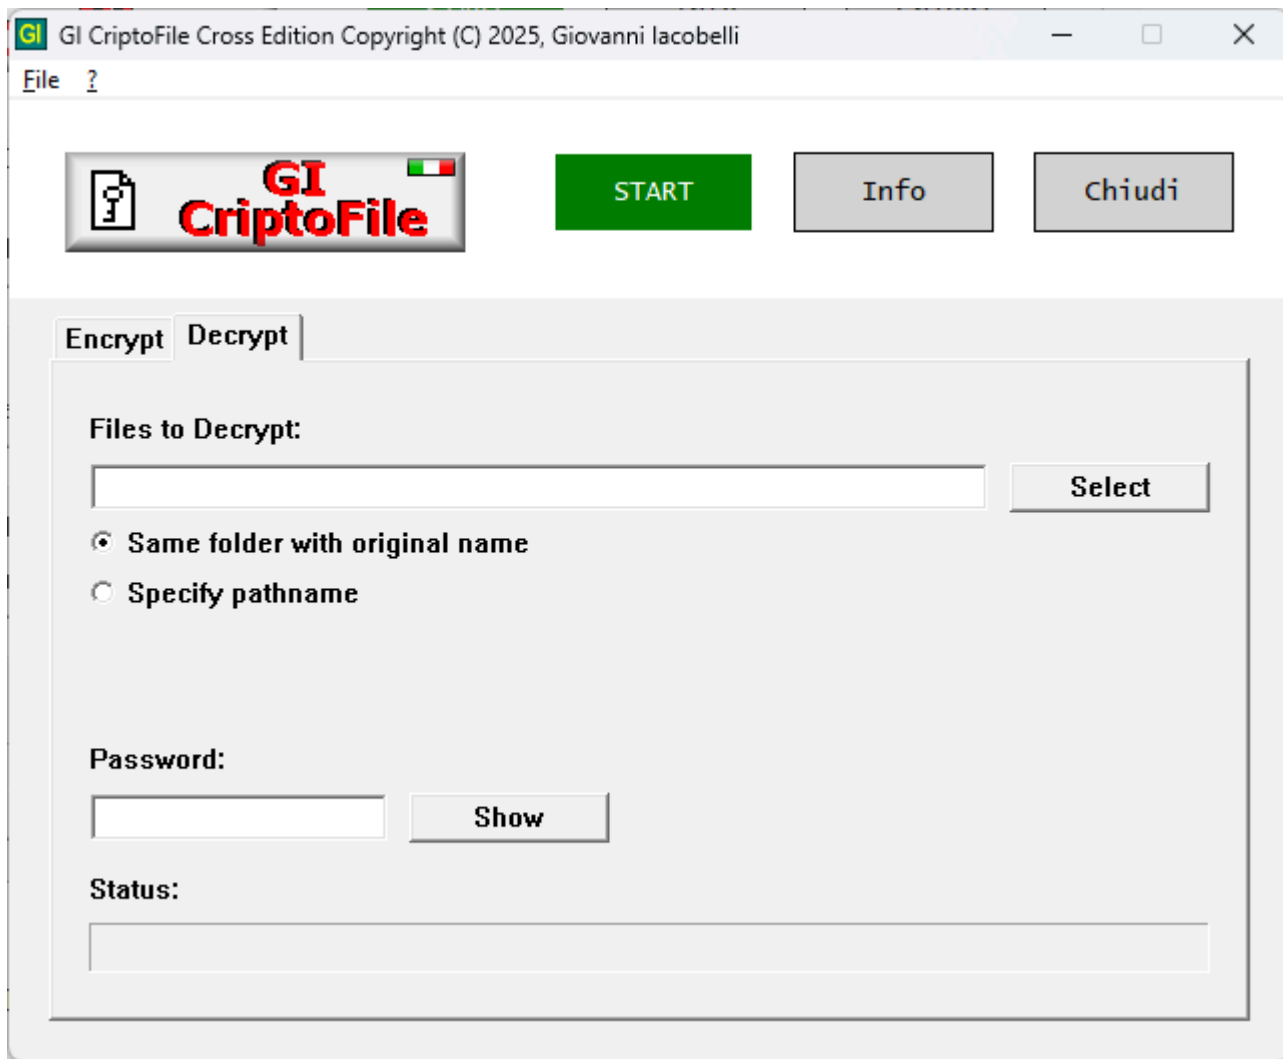 GI GI CriptoFile Cross Edition Copyright (C) 2025, Giovanni Iacobelli
File ?
GI
CriptoFile
START Info Chiudi
Encrypt Decrypt
Files to Decrypt:
Select
Same folder with original name
Specify pathname
Password:
Show
Status: